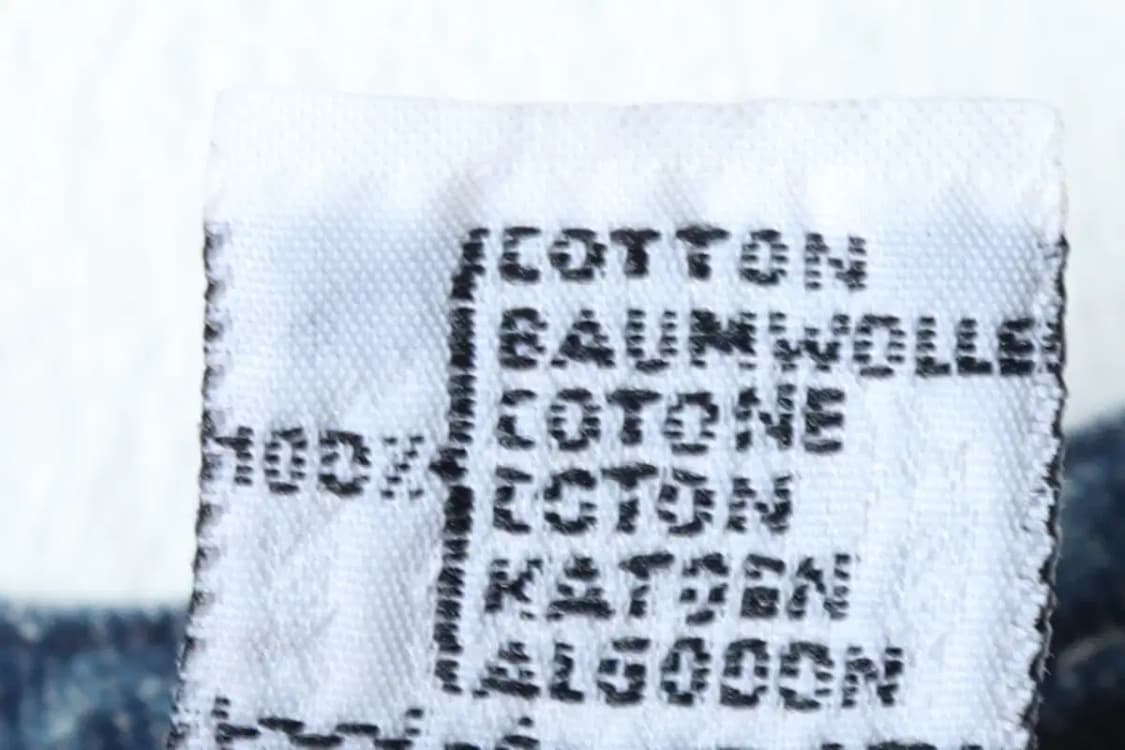 COTTON
BAUMWOLLE
COTONE
100%
COTON
KATOEN
ALGODON